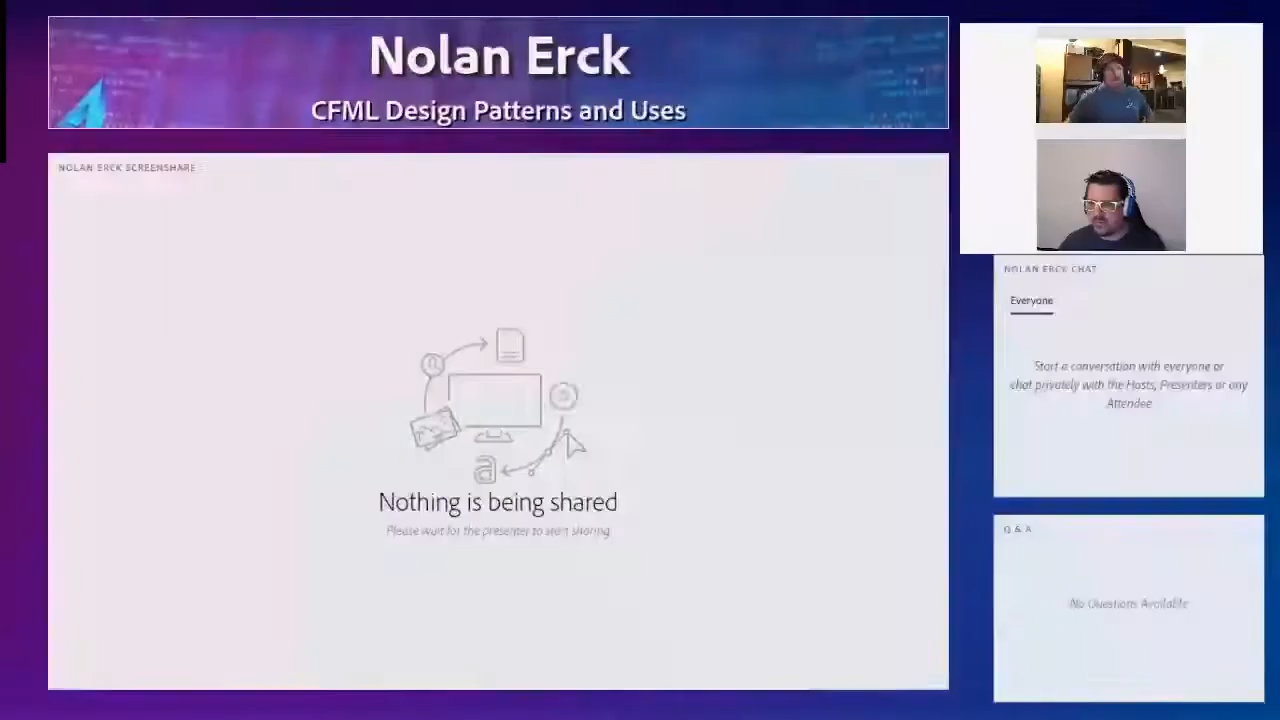 Nolan Erck
CFML Design Patterns and Uses
NOLAN ERCK SCREENSHARE
Nothing is being shared
Please wait for the presenter to start sharing
NOLAN ERCK CHAT
Everyone
Start a conversation with everyone or
chat privately with the Hosts, Presenters or any
Attendee
Q & A
No Questions Available